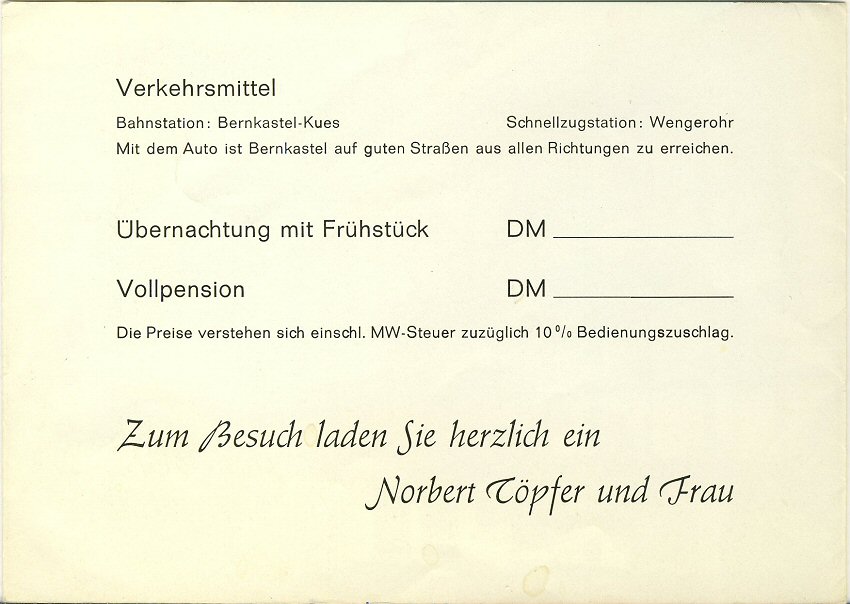 Verkehrsmittel
Bahnstation: Bernkastel-Kues Schnellzugstation: Wengerohr
Mit dem Auto ist Bernkastel auf guten Straßen aus allen Richtungen zu erreichen.
Übernachtung mit Frühstück DM
Vollpension DM
Die Preise verstehen sich einschl. MW-Steuer zuzüglich 10% Bedienungszuschlag.
Zum Besuch laden Sie herzlich ein
Norbert Töpfer und Frau